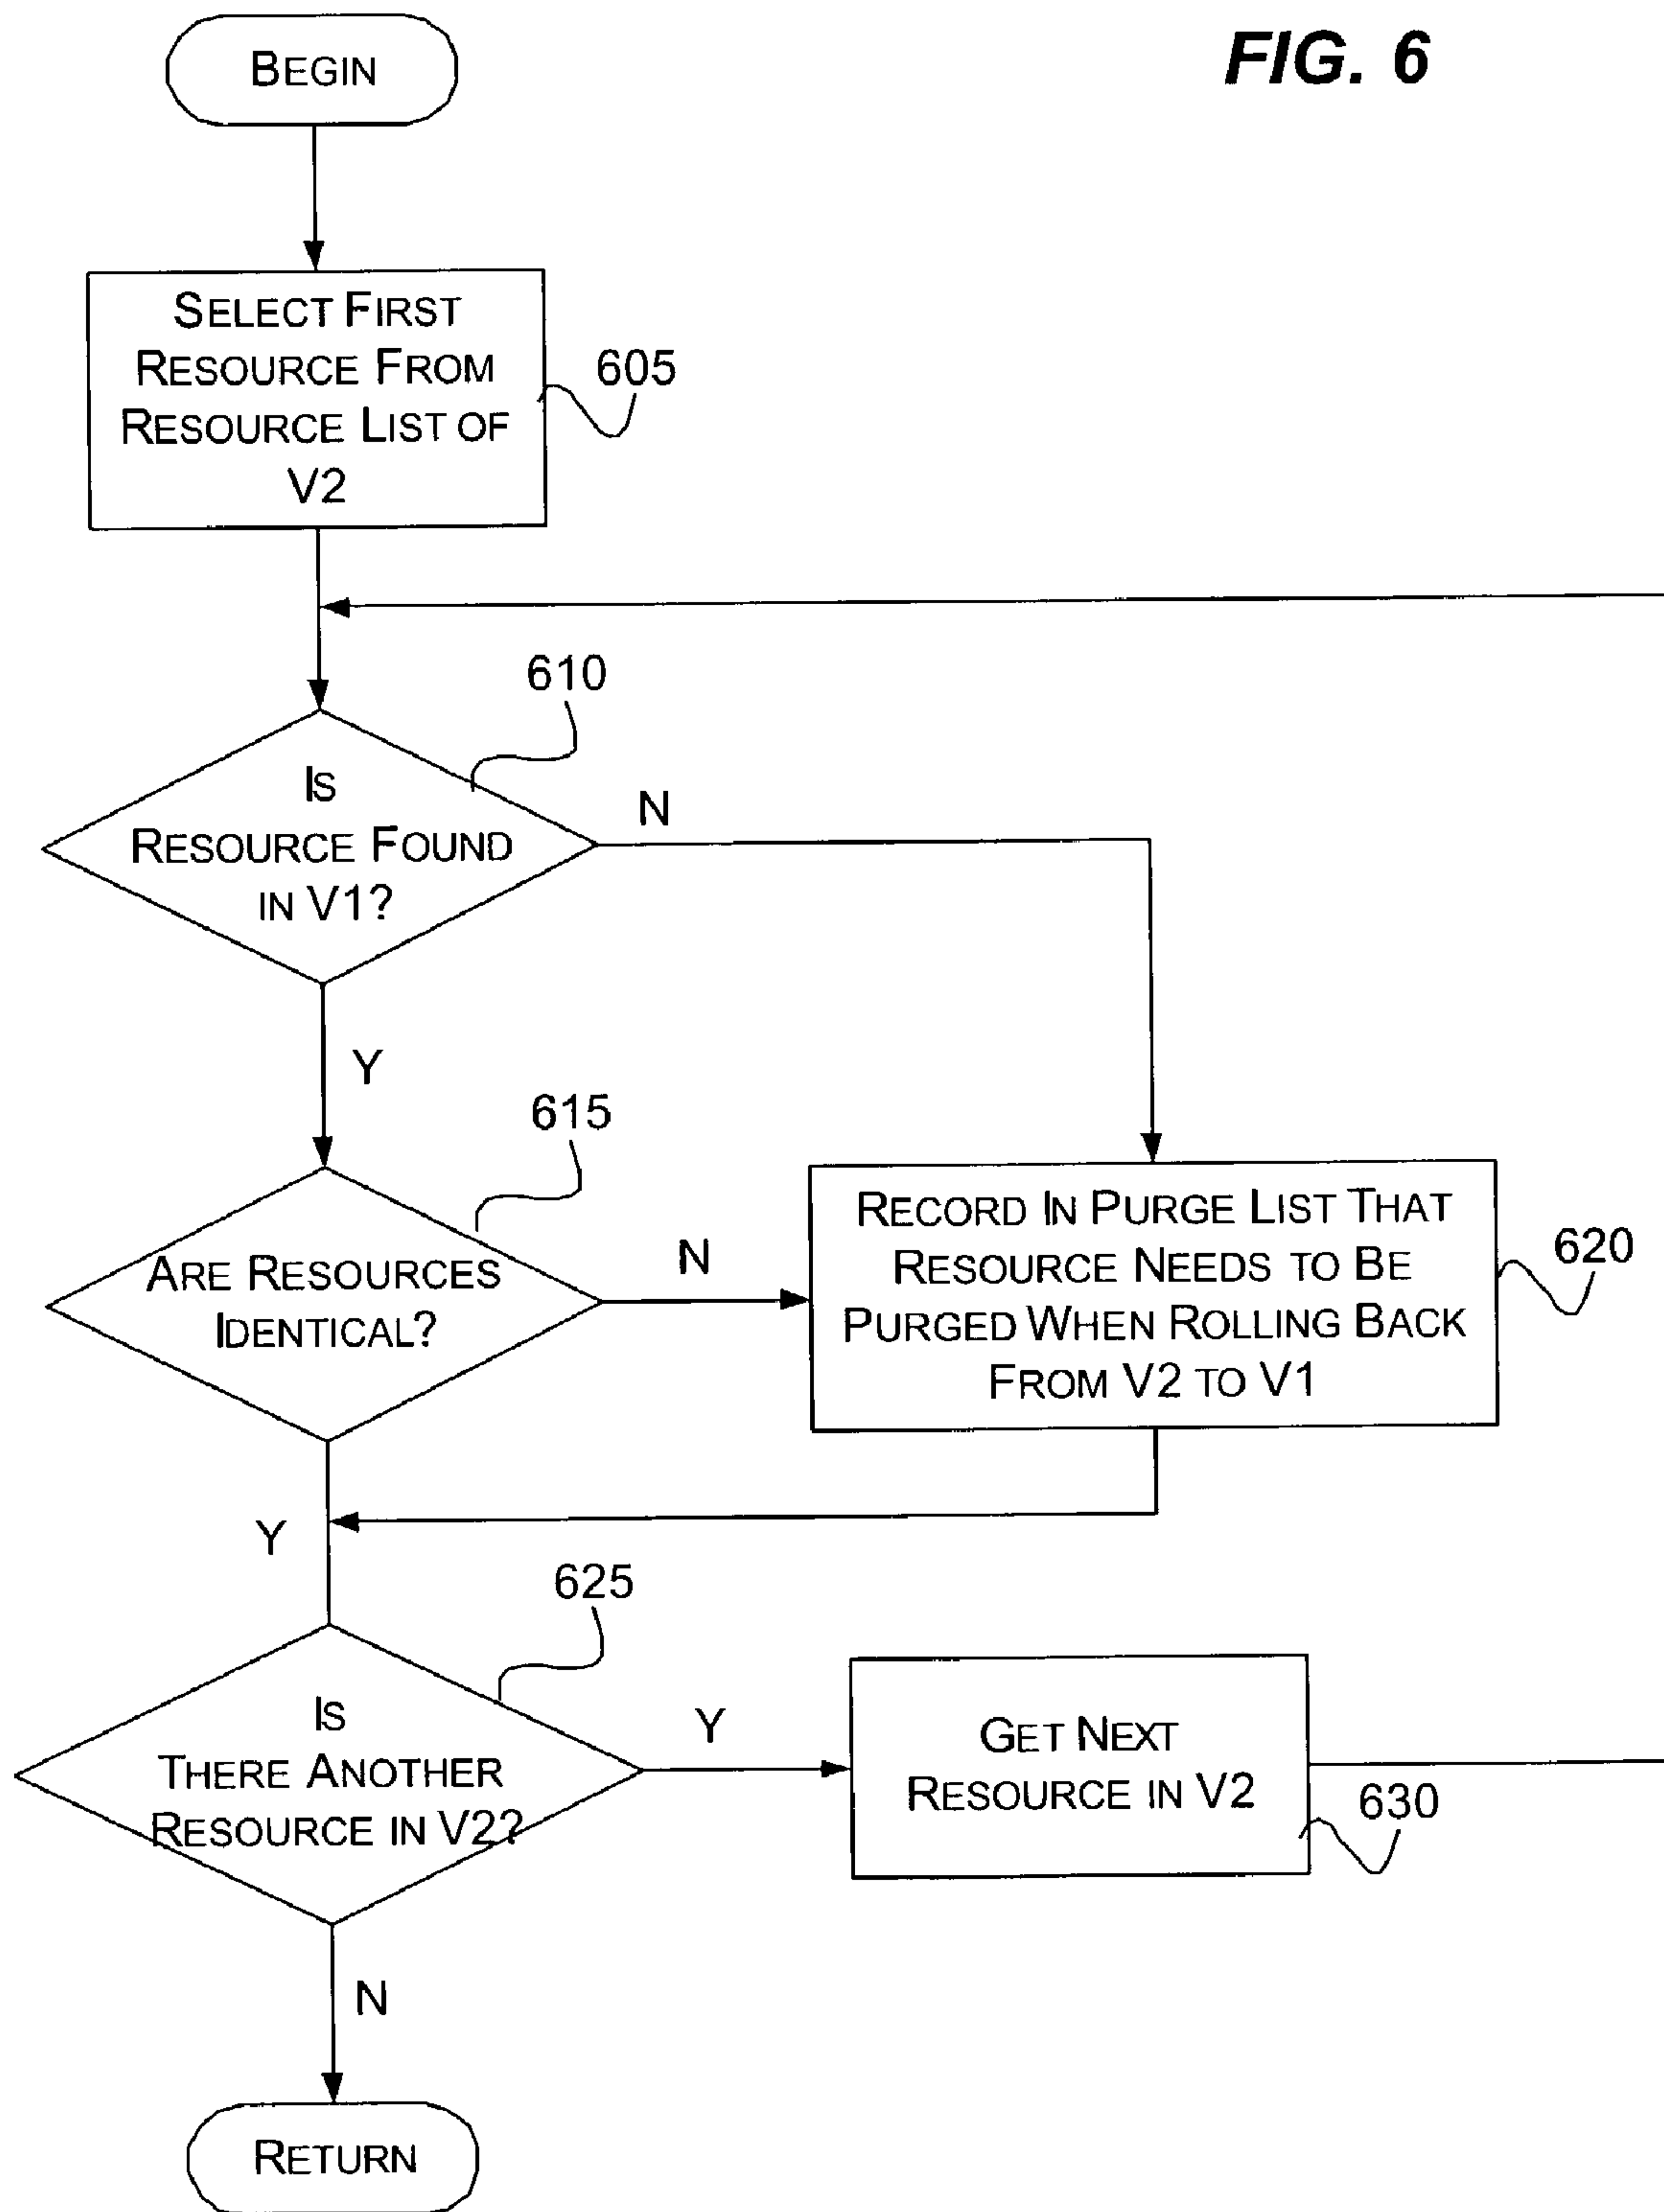 FIG. 6
BEGIN
SELECT FIRST
RESOURCE FROM
RESOURCE LIST OF
V2
605
610
IS
RESOURCE FOUND
IN V1?
N
Y
615
ARE RESOURCES
IDENTICAL?
N
RECORD IN PURGE LIST THAT
RESOURCE NEEDS TO BE
PURGED WHEN ROLLING BACK
FROM V2 TO V1
620
Y
625
IS
THERE ANOTHER
RESOURCE IN V2?
Y
GET NEXT
RESOURCE IN V2
630
N
RETURN